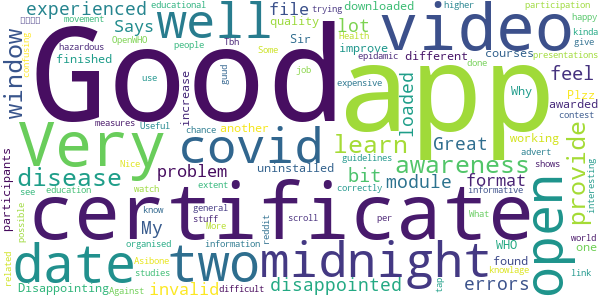 experienced well file downloaded movement educational OpenWHO higher participation
Says lot improve courses happy
trying
hazardous Some people Tbh quality Sir different presentations kinda
window Good video Health
confusing use job epidemic done give
finished increase guud expensive measures Why awarded Plzz
Very covid loaded feel contest
Useful chance another learn Great working advert
participants Nice guidelines shows
disease problem uninstalled bit awareness provide
watch extent module format correctly informative
see education app
certificate open
possible know general stuff scroll per What world interesting
My More reddit WHO found one
date two midnight knowlage link
organised information tap
related Asibone errors
Disappointing Against studies invalid difficult disappointed